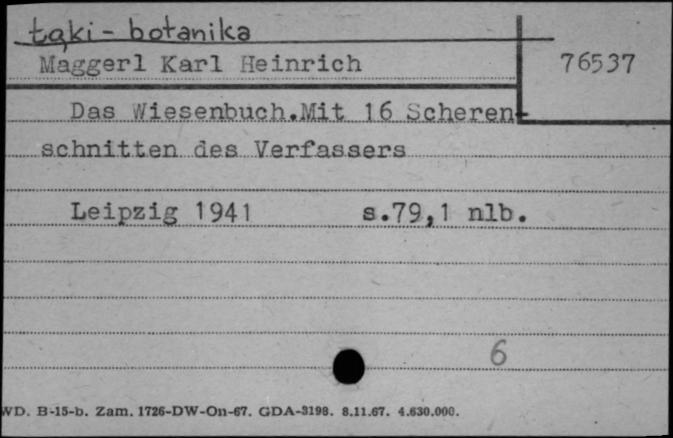 łąki - botanika
Maggerl Karl Heinrich
76537
Das Wiesenbuch.Mit 16 Scheren-
schnitten des Verfassers
Leipzig 1941 s.79,1 nlb.
6
WD. B-15-b. Zam. 1726-DW-On-67. GDA-3198. 8.11.67. 4.630.000.